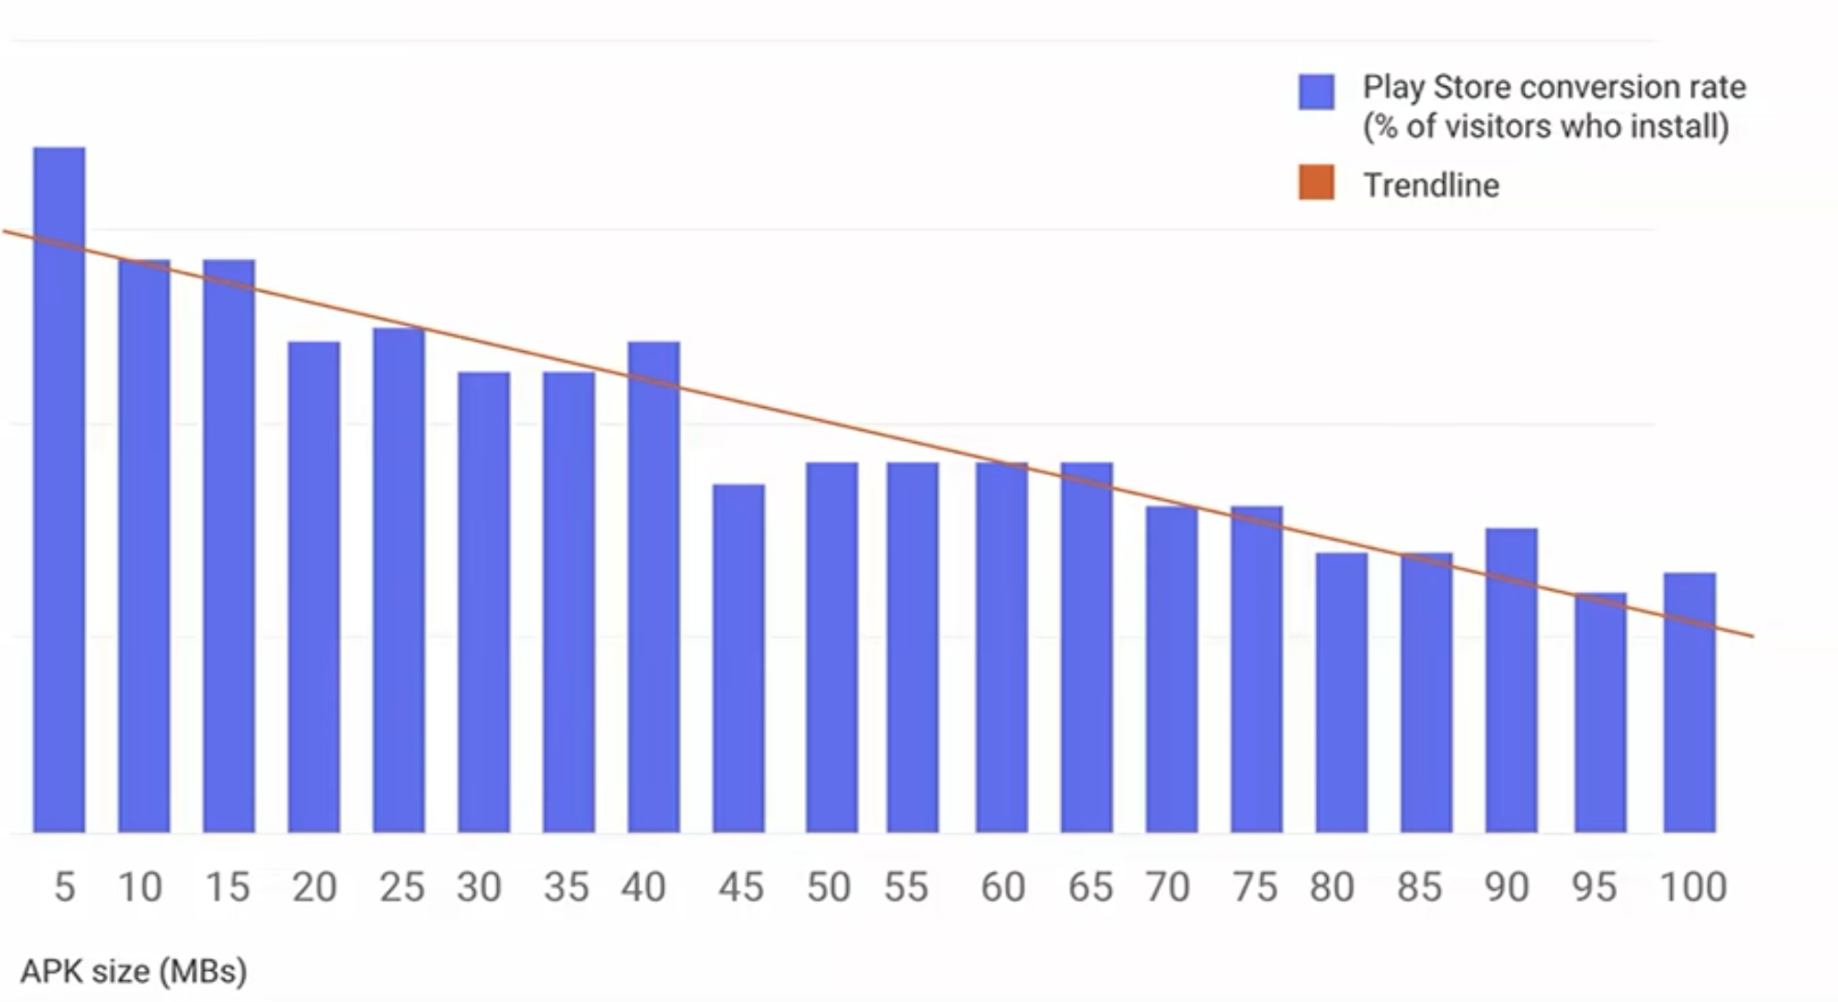 Play Store conversion rate
(% of visitors who install)
Trendline
5 10 15 20 25 30 35 40 45 50 55 60 65 70 75 80 85 90 95 100
APK size (MBs)